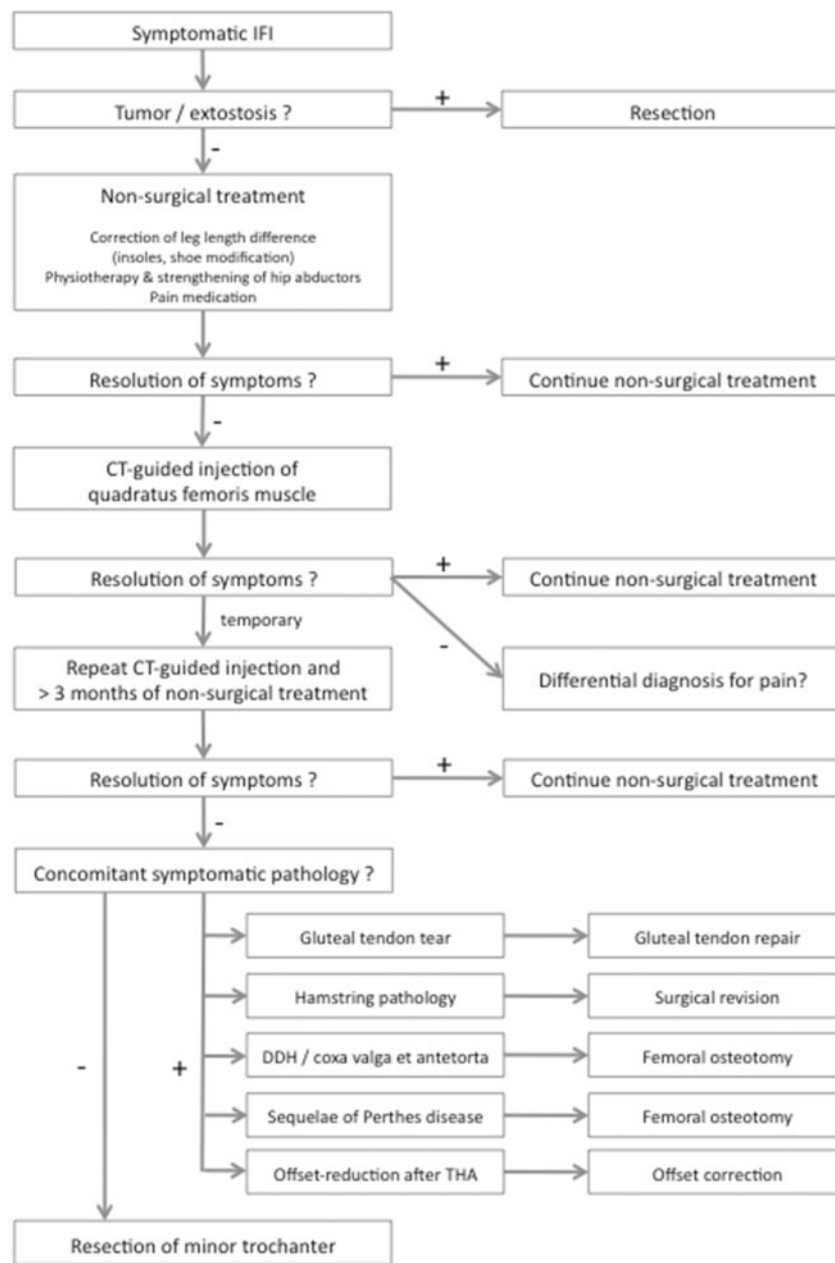 Symptomatic IFI
Tumor / extostosis ?
+
Resection
-
Non-surgical treatment
Correction of leg length difference
(insoles, shoe modification)
Physiotherapy & strengthening of hip abductors
Pain medication
Resolution of symptoms ?
+
Continue non-surgical treatment
-
CT-guided injection of
quadratus femoris muscle
Resolution of symptoms ?
+
Continue non-surgical treatment
temporary
-
Repeat CT-guided injection and
> 3 months of non-surgical treatment
Differential diagnosis for pain?
Resolution of symptoms ?
+
Continue non-surgical treatment
-
Concomitant symptomatic pathology ?
Gluteal tendon tear
Gluteal tendon repair
Hamstring pathology
Surgical revision
-
+
DDH / coxa valga et antetorta
Femoral osteotomy
Sequelae of Perthes disease
Femoral osteotomy
Offset-reduction after THA
Offset correction
Resection of minor trochanter